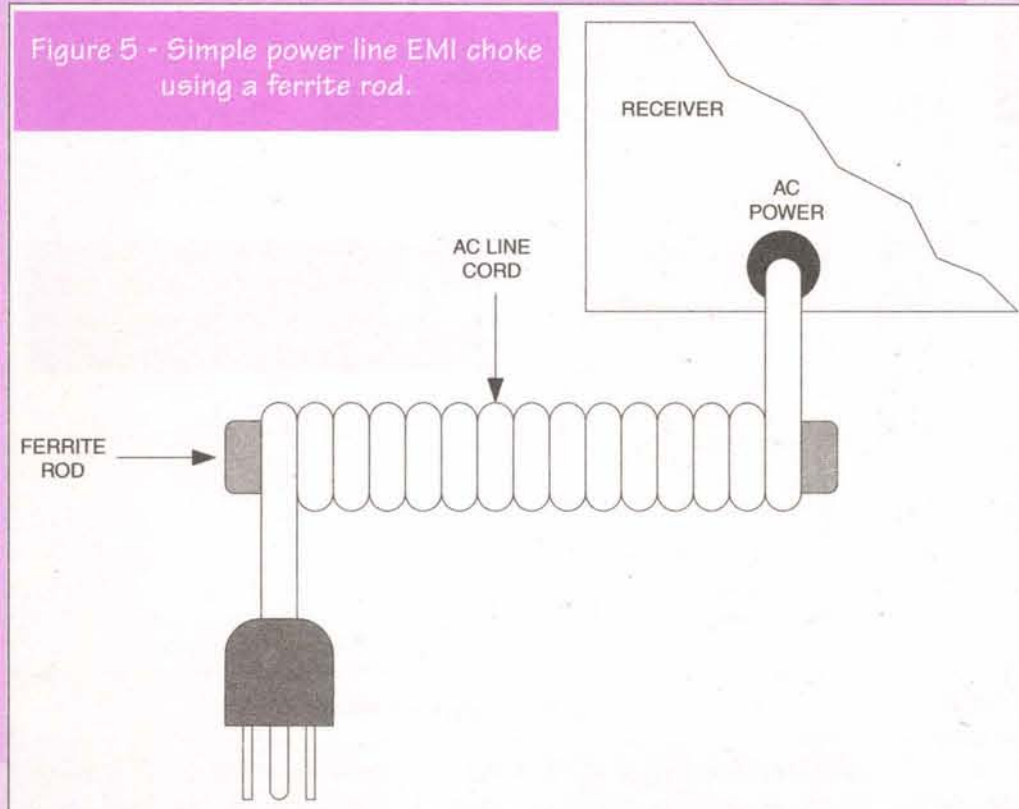 Figure 5 - Simple power line EMI choke
using a ferrite rod.
RECEIVER
AC
POWER
AC LINE
CORD
FERRITE
ROD